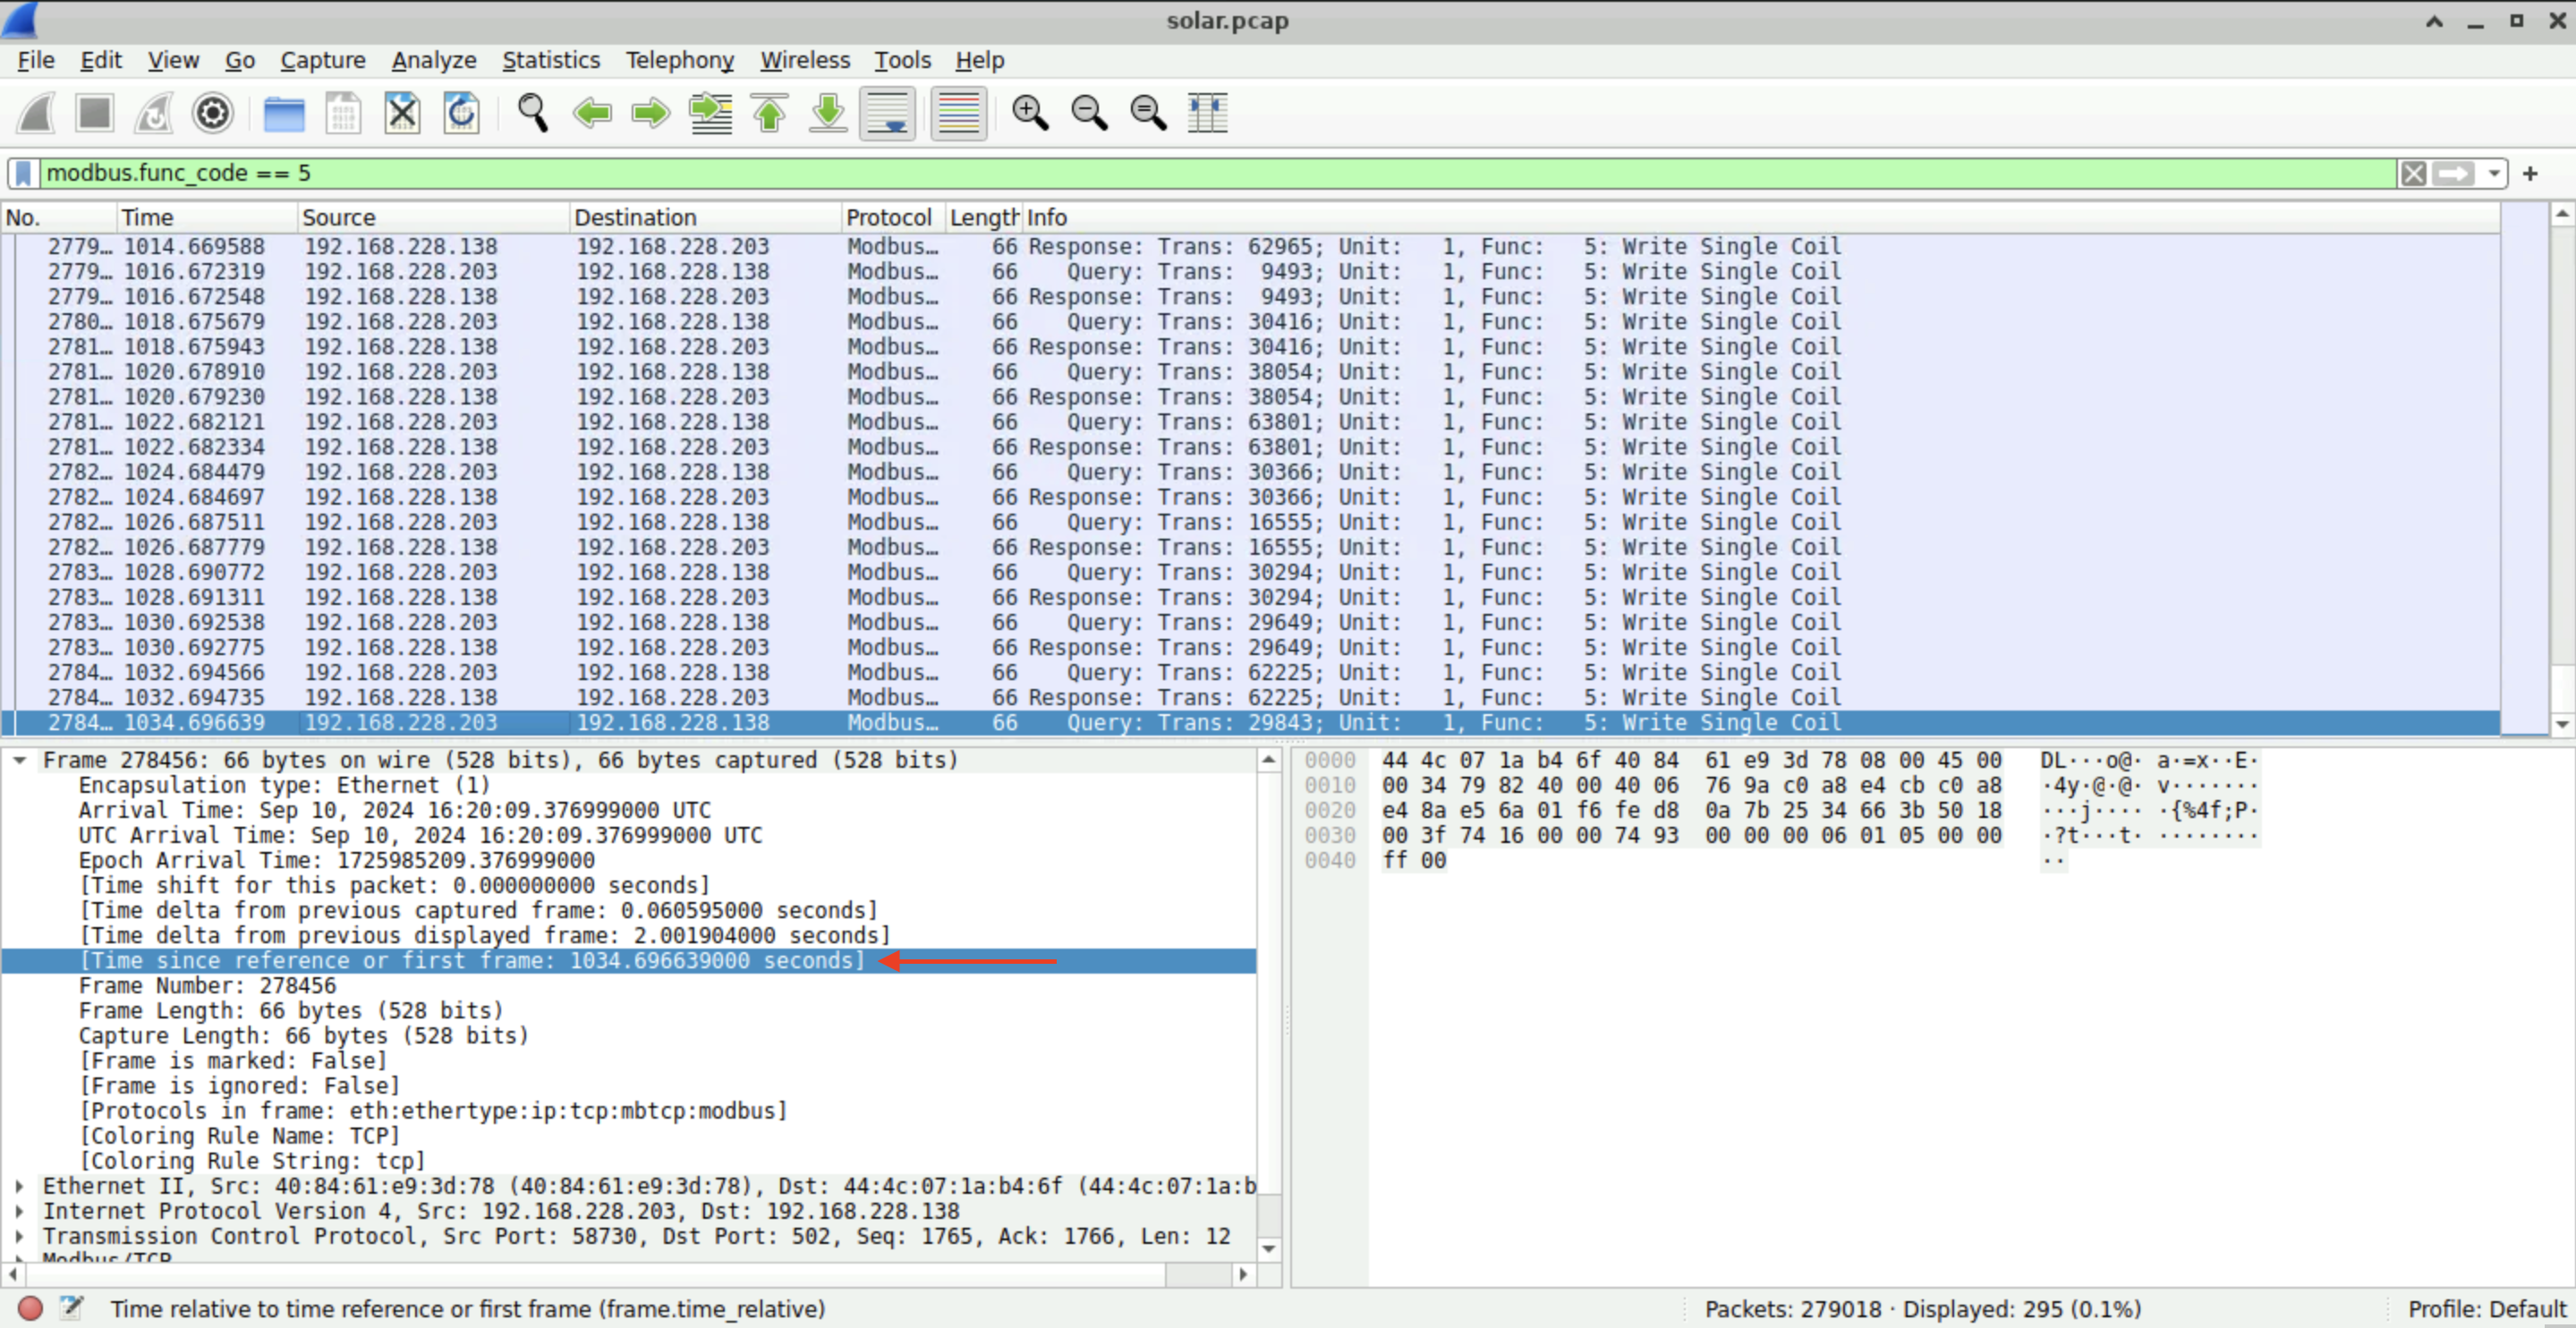 solar.pcap
File Edit View Go Capture Analyze Statistics Telephony Wireless Tools Help
modbus.func_code == 5
No. Time Source Destination Protocol Length Info
2779… 1014.669588 192.168.228.138 192.168.228.203 Modbus… 66 Response: Trans: 62965; Unit: 1, Func: 5: Write Single Coil
2779… 1016.672319 192.168.228.203 192.168.228.138 Modbus… 66 Query: Trans: 9493; Unit: 1, Func: 5: Write Single Coil
2779… 1016.672548 192.168.228.138 192.168.228.203 Modbus… 66 Response: Trans: 9493; Unit: 1, Func: 5: Write Single Coil
2780… 1018.675679 192.168.228.203 192.168.228.138 Modbus… 66 Query: Trans: 30416; Unit: 1, Func: 5: Write Single Coil
2781… 1018.675943 192.168.228.138 192.168.228.203 Modbus… 66 Response: Trans: 30416; Unit: 1, Func: 5: Write Single Coil
2781… 1020.678910 192.168.228.203 192.168.228.138 Modbus… 66 Query: Trans: 38054; Unit: 1, Func: 5: Write Single Coil
2781… 1020.679230 192.168.228.138 192.168.228.203 Modbus… 66 Response: Trans: 38054; Unit: 1, Func: 5: Write Single Coil
2781… 1022.682121 192.168.228.203 192.168.228.138 Modbus… 66 Query: Trans: 63801; Unit: 1, Func: 5: Write Single Coil
2781… 1022.682334 192.168.228.138 192.168.228.203 Modbus… 66 Response: Trans: 63801; Unit: 1, Func: 5: Write Single Coil
2782… 1024.684479 192.168.228.203 192.168.228.138 Modbus… 66 Query: Trans: 30366; Unit: 1, Func: 5: Write Single Coil
2782… 1024.684697 192.168.228.138 192.168.228.203 Modbus… 66 Response: Trans: 30366; Unit: 1, Func: 5: Write Single Coil
2782… 1026.687511 192.168.228.203 192.168.228.138 Modbus… 66 Query: Trans: 16555; Unit: 1, Func: 5: Write Single Coil
2782… 1026.687779 192.168.228.138 192.168.228.203 Modbus… 66 Response: Trans: 16555; Unit: 1, Func: 5: Write Single Coil
2783… 1028.690772 192.168.228.203 192.168.228.138 Modbus… 66 Query: Trans: 30294; Unit: 1, Func: 5: Write Single Coil
2783… 1028.691311 192.168.228.138 192.168.228.203 Modbus… 66 Response: Trans: 30294; Unit: 1, Func: 5: Write Single Coil
2783… 1030.692538 192.168.228.203 192.168.228.138 Modbus… 66 Query: Trans: 29649; Unit: 1, Func: 5: Write Single Coil
2783… 1030.692775 192.168.228.138 192.168.228.203 Modbus… 66 Response: Trans: 29649; Unit: 1, Func: 5: Write Single Coil
2784… 1032.694566 192.168.228.203 192.168.228.138 Modbus… 66 Query: Trans: 62225; Unit: 1, Func: 5: Write Single Coil
2784… 1032.694735 192.168.228.138 192.168.228.203 Modbus… 66 Response: Trans: 62225; Unit: 1, Func: 5: Write Single Coil
2784… 1034.696639 192.168.228.203 192.168.228.138 Modbus… 66 Query: Trans: 29843; Unit: 1, Func: 5: Write Single Coil
Frame 278456: 66 bytes on wire (528 bits), 66 bytes captured (528 bits)
Encapsulation type: Ethernet (1)
Arrival Time: Sep 10, 2024 16:20:09.376999000 UTC
UTC Arrival Time: Sep 10, 2024 16:20:09.376999000 UTC
Epoch Arrival Time: 1725985209.376999000
[Time shift for this packet: 0.000000000 seconds]
[Time delta from previous captured frame: 0.060595000 seconds]
[Time delta from previous displayed frame: 2.001904000 seconds]
[Time since reference or first frame: 1034.696639000 seconds]
Frame Number: 278456
Frame Length: 66 bytes (528 bits)
Capture Length: 66 bytes (528 bits)
[Frame is marked: False]
[Frame is ignored: False]
[Protocols in frame: eth:ethertype:ip:tcp:mbtcp:modbus]
[Coloring Rule Name: TCP]
[Coloring Rule String: tcp]
Ethernet II, Src: 40:84:61:e9:3d:78 (40:84:61:e9:3d:78), Dst: 44:4c:07:1a:b4:6f (44:4c:07:1a:b
Internet Protocol Version 4, Src: 192.168.228.203, Dst: 192.168.228.138
Transmission Control Protocol, Src Port: 58730, Dst Port: 502, Seq: 1765, Ack: 1766, Len: 12
Modbus/TCP
0000 44 4c 07 1a b4 6f 40 84 61 e9 3d 78 08 00 45 00 DL···o@· a·=x··E·
0010 00 34 79 82 40 00 40 06 76 9a c0 a8 e4 cb c0 a8 ·4y·@·@· v·······
0020 e4 8a e5 6a 01 f6 fe d8 0a 7b 25 34 66 3b 50 18 ···j···· ·{%4f;P·
0030 00 3f 74 16 00 00 74 93 00 00 00 06 01 05 00 00 ·?t···t· ········
0040 ff 00 ··
Time relative to time reference or first frame (frame.time_relative)
Packets: 279018 · Displayed: 295 (0.1%)
Profile: Default